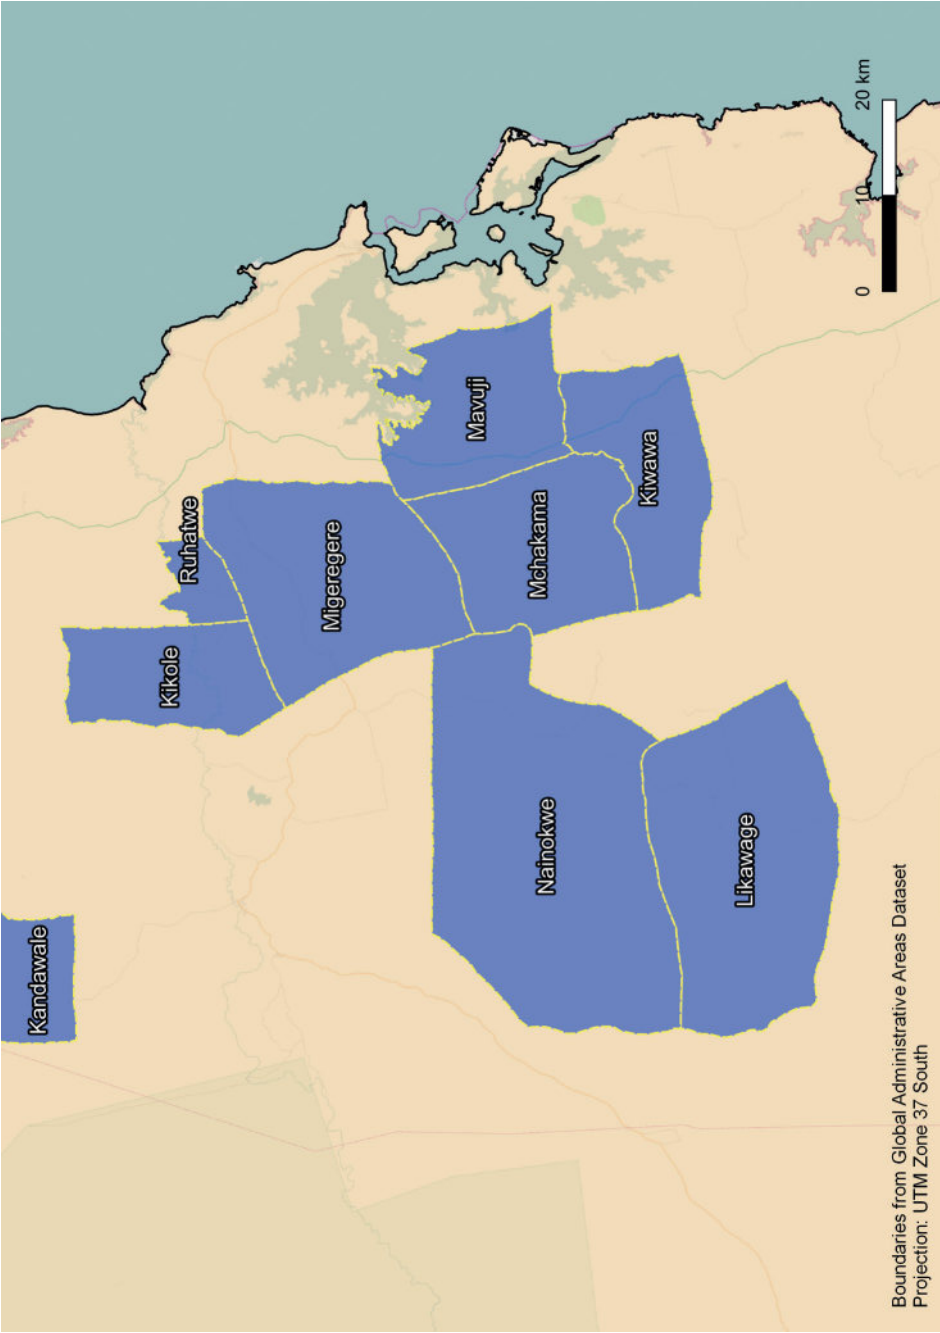 Kandawale
Kikole
Ruhatwe
Migeregere
Mavuji
Mchakama
Kiwawa
Nainokwe
Likawage
0 10 20 km
Boundaries from Global Administrative Areas Dataset
Projection: UTM Zone 37 South